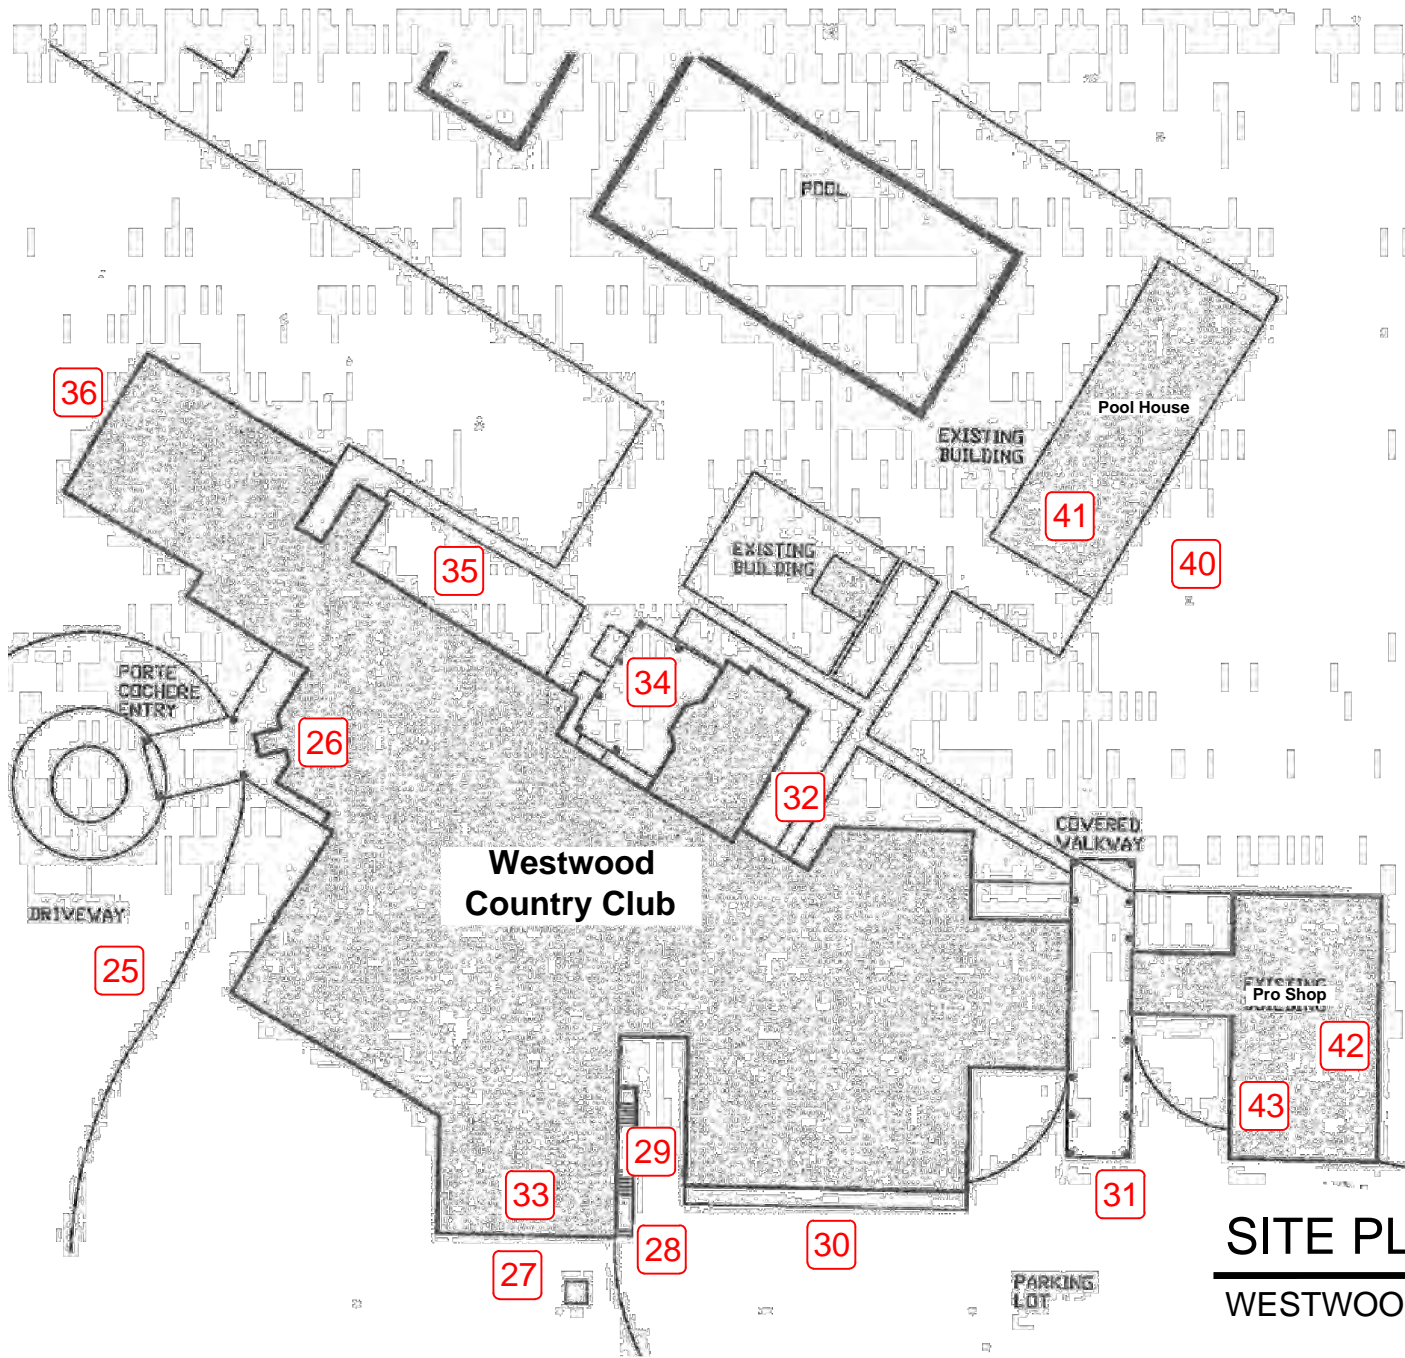 POOL
36
Pool House
EXISTING
BUILDING
41
EXISTING
BUILDING
35
40
PORTE
COCHERE
ENTRY
34
26
32
COVERED
WALKWAY
Westwood
Country Club
DRIVEWAY
25
EXISTING
Pro Shop
BUILDING
42
43
29
33
31
28
30
27
SITE PL
PARKING
LOT
WESTWOO